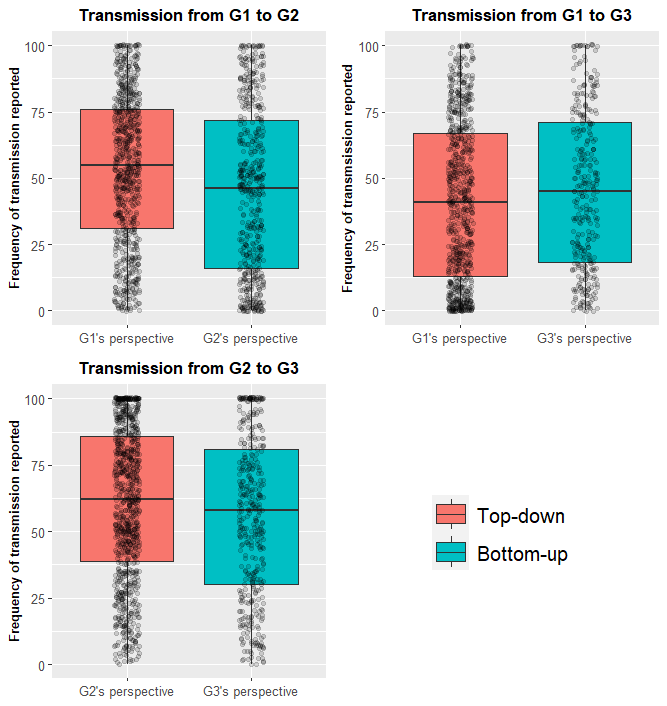 Transmission from G1 to G2
Frequency of transmission reported
100
75
50
25
0
G1's perspective G2's perspective
Transmission from G1 to G3
Frequency of transmsission reported
100
75
50
25
0
G1's perspective G3's perspective
Transmission from G2 to G3
Frequency of transmission reported
100
75
50
25
0
G2's perspective G3's perspective
Top-down
Bottom-up